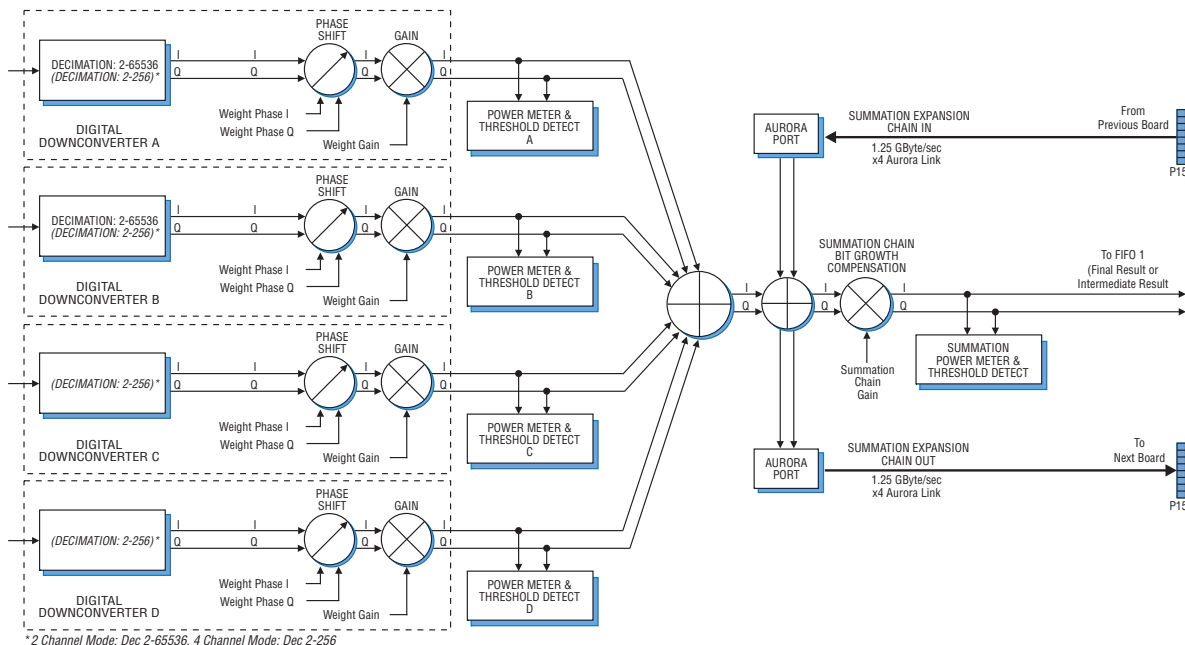 PHASE
SHIFT
GAIN
DECIMATION: 2-65536
(DECIMATION: 2-256)*
I
Q
I
Q
I
Q
I
Q
Weight Phase I
Weight Phase Q
Weight Gain
DIGITAL
DOWNCONVERTER A
POWER METER &
THRESHOLD DETECT
A
PHASE
SHIFT
GAIN
DECIMATION: 2-65536
(DECIMATION: 2-256)*
I
Q
I
Q
I
Q
I
Q
Weight Phase I
Weight Phase Q
Weight Gain
DIGITAL
DOWNCONVERTER B
POWER METER &
THRESHOLD DETECT
B
PHASE
SHIFT
GAIN
(DECIMATION: 2-256)*
I
Q
I
Q
I
Q
I
Q
Weight Phase I
Weight Phase Q
Weight Gain
DIGITAL
DOWNCONVERTER C
POWER METER &
THRESHOLD DETECT
C
PHASE
SHIFT
GAIN
(DECIMATION: 2-256)*
I
Q
I
Q
I
Q
I
Q
Weight Phase I
Weight Phase Q
Weight Gain
DIGITAL
DOWNCONVERTER D
POWER METER &
THRESHOLD DETECT
D
AURORA
PORT
SUMMATION EXPANSION
CHAIN IN
1.25 GByte/sec
x4 Aurora Link
From
Previous Board
P15
I
Q
I
Q
SUMMATION CHAIN
BIT GROWTH
COMPENSATION
I
Q
Summation
Chain
Gain
To FIFO 1
(Final Result or
Intermediate Result
SUMMATION
POWER METER &
THRESHOLD DETECT
AURORA
PORT
SUMMATION EXPANSION
CHAIN OUT
1.25 GByte/sec
x4 Aurora Link
To
Next Board
P15
*2 Channel Mode: Dec 2-65536, 4 Channel Mode: Dec 2-256